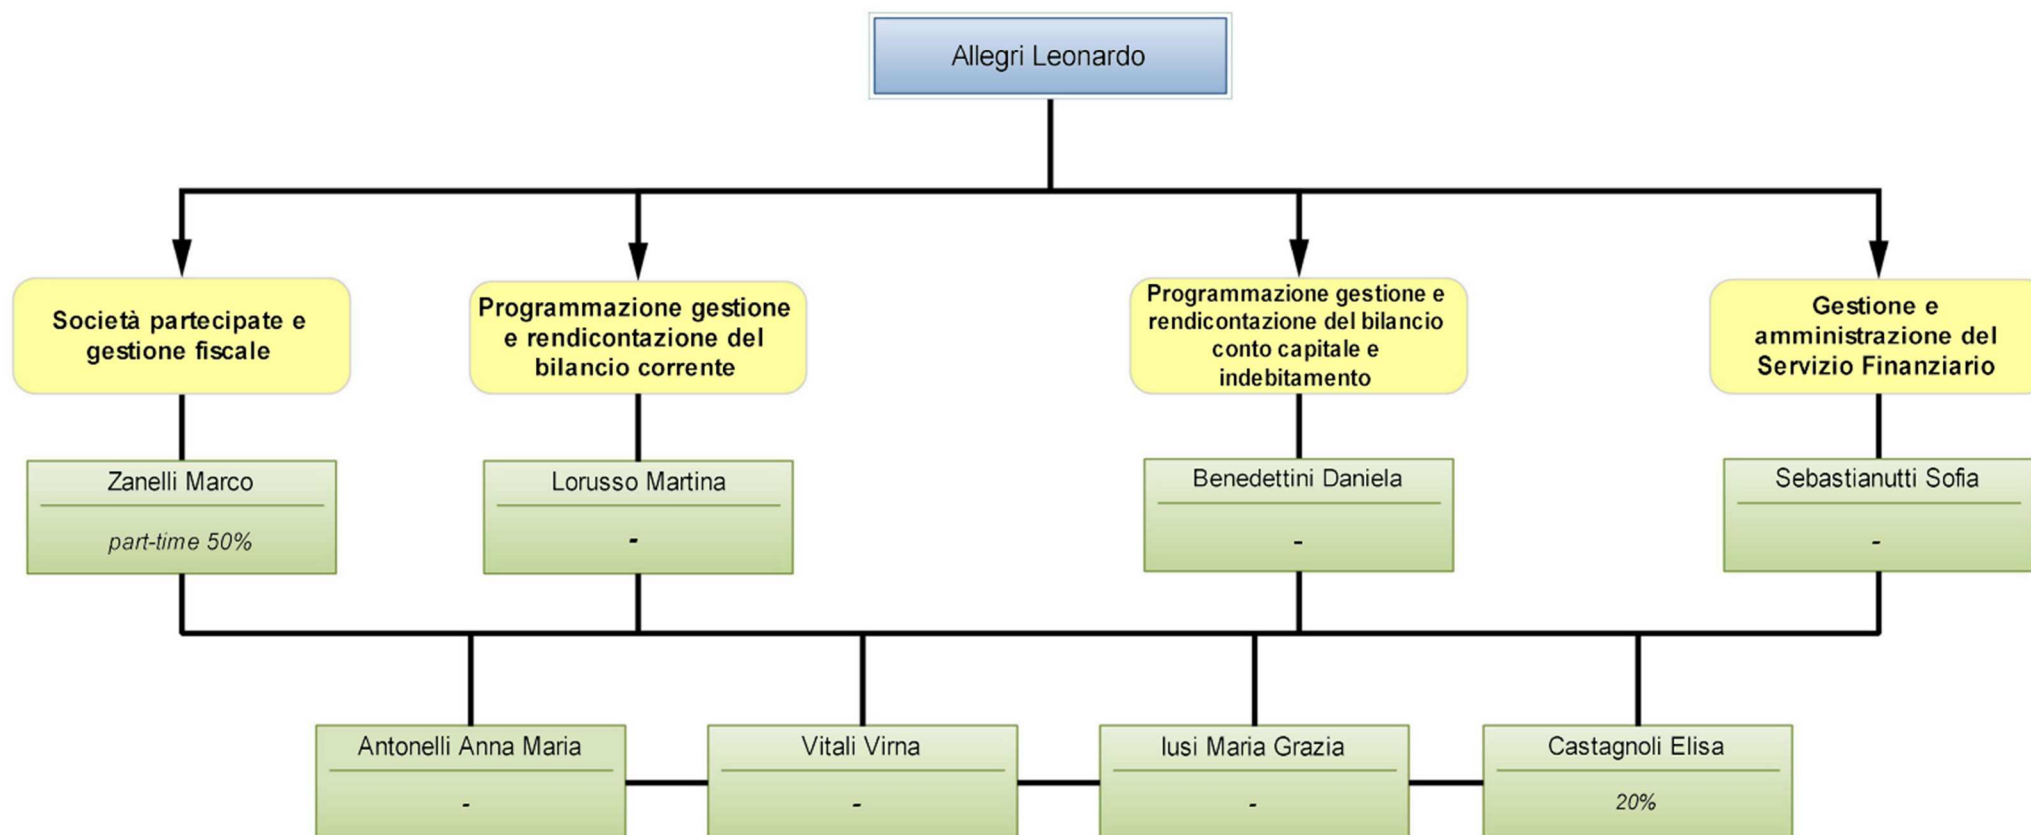 Allegri Leonardo
Società partecipate e
gestione fiscale
Programmazione gestione
e rendicontazione del
bilancio corrente
Programmazione gestione e
rendicontazione del bilancio
conto capitale e
indebitamento
Gestione e
amministrazione del
Servizio Finanziario
Zanelli Marco
part-time 50%
Lorusso Martina
-
Benedettini Daniela
-
Sebastianutti Sofia
-
Antonelli Anna Maria
-
Vitali Virna
-
Iusi Maria Grazia
-
Castagnoli Elisa
20%